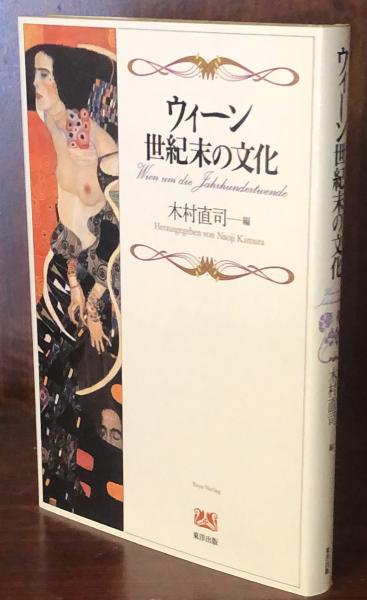 ウィーン
世紀末の文化
Wien um die Jahrhundertwende
木村直司 — 編
Herausgegeben von Naoji Kimura
Toyo Verlag
東洋出版
ウィーン世紀末の文化
木村直司 編
東洋出版